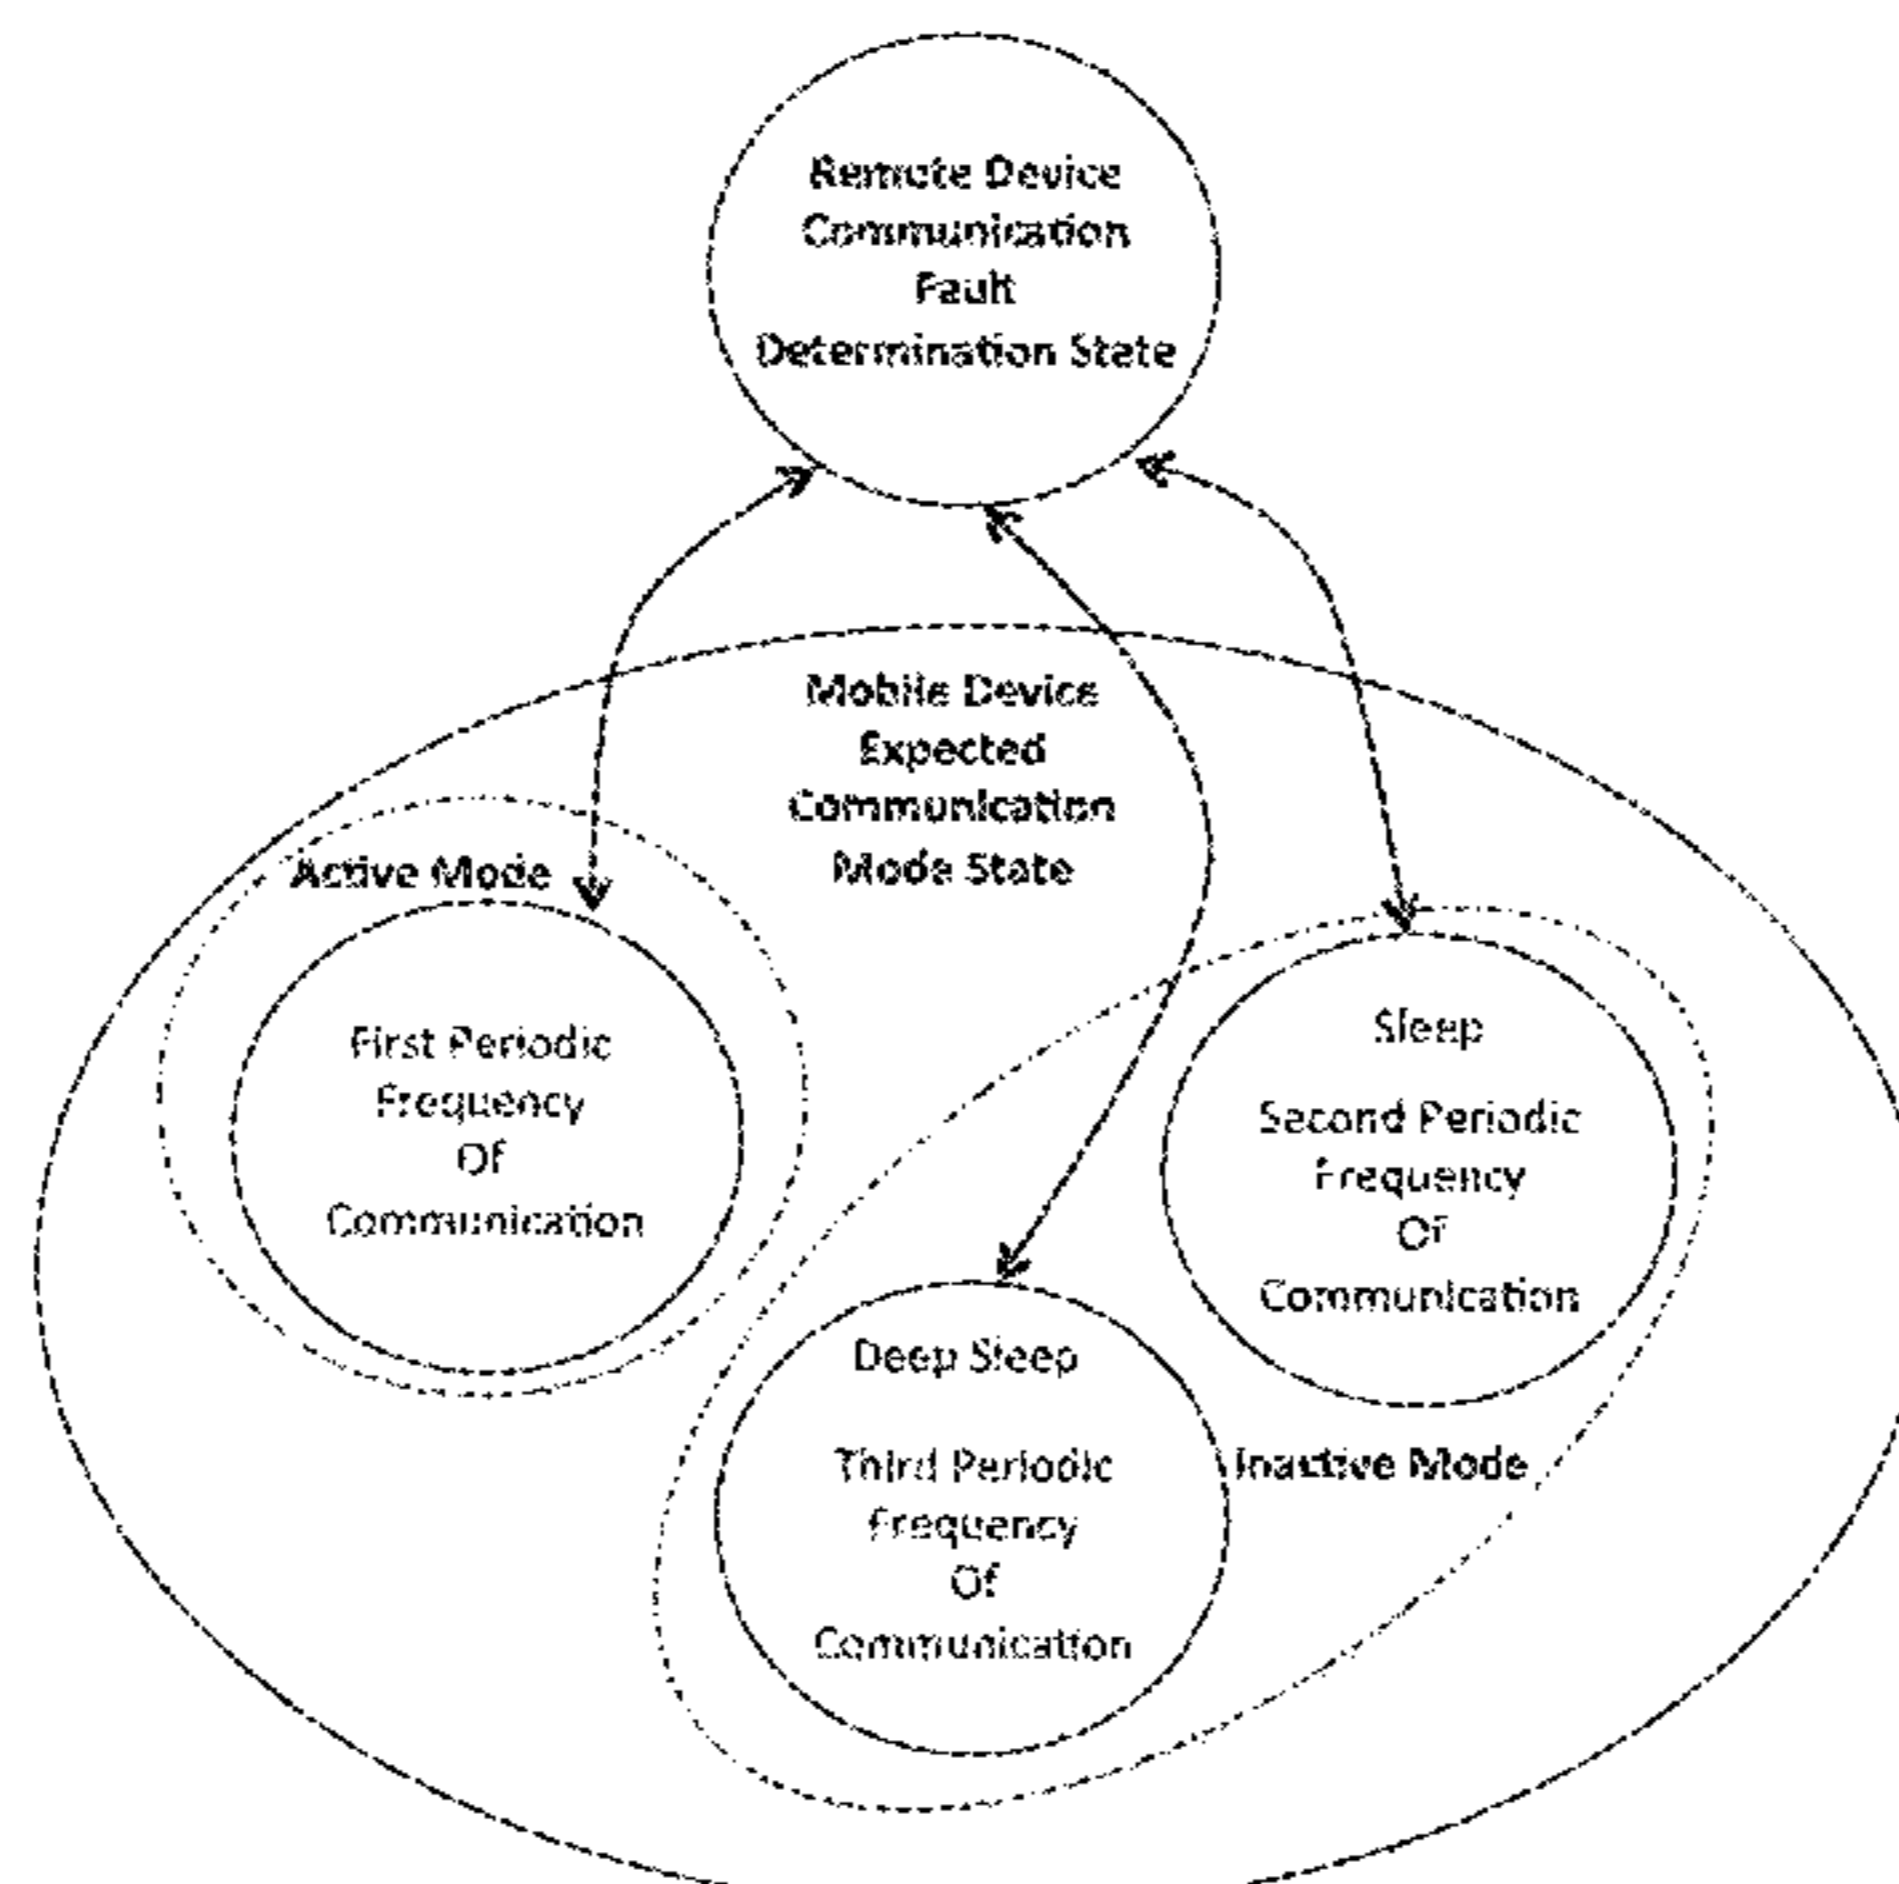 Remote Device
Communication
Fault
Determination State
Mobile Device
Expected
Communication
Mode State
Active Mode
First Periodic
Frequency
Of
Communication
Sleep
Second Periodic
Frequency
Of
Communication
Deep Sleep
Third Periodic
Frequency
Of
Communication
Inactive Mode